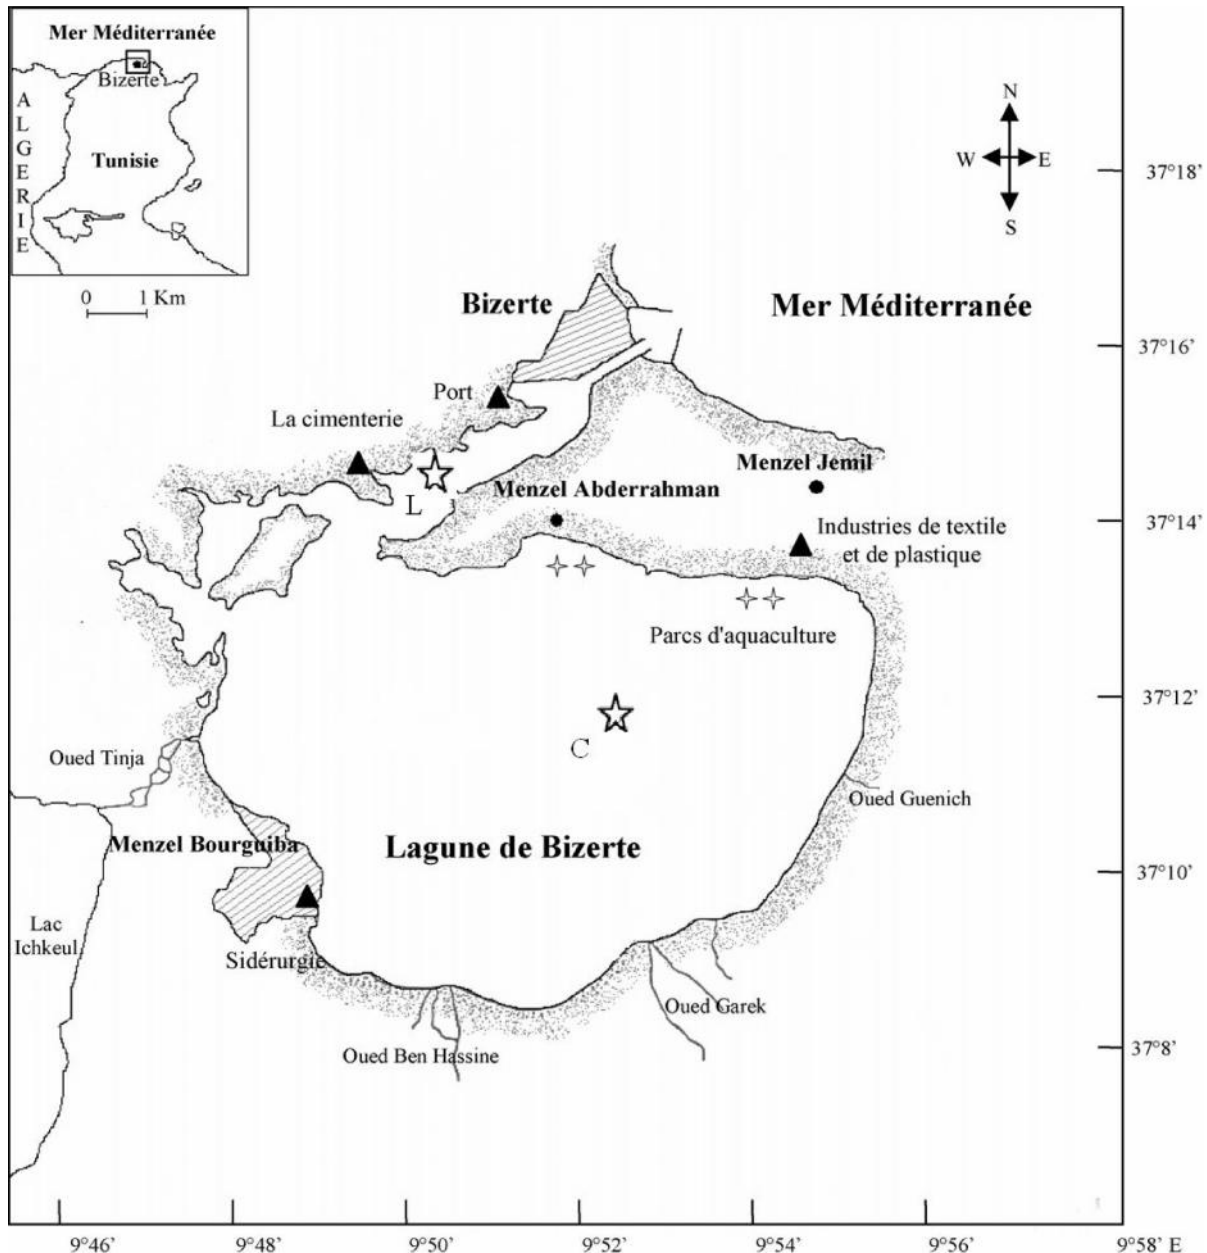 Mer Méditerranée
Bizerte
ALGERIE
Tunisie
0 1 Km
N
W E
S
37°18’
Bizerte
Mer Méditerranée
37°16’
Port
La cimenterie
Menzel Jemil
L
Menzel Abderrahman
37°14’
Industries de textile
et de plastique
Parcs d'aquaculture
37°12’
C
Oued Tinja
Oued Guenich
Menzel Bourguiba
Lagune de Bizerte
37°10’
Lac
Ichkeul
Sidérurgie
Oued Garek
Oued Ben Hassine
37°8’
9°46’ 9°48’ 9°50’ 9°52’ 9°54’ 9°56’ 9°58’ E